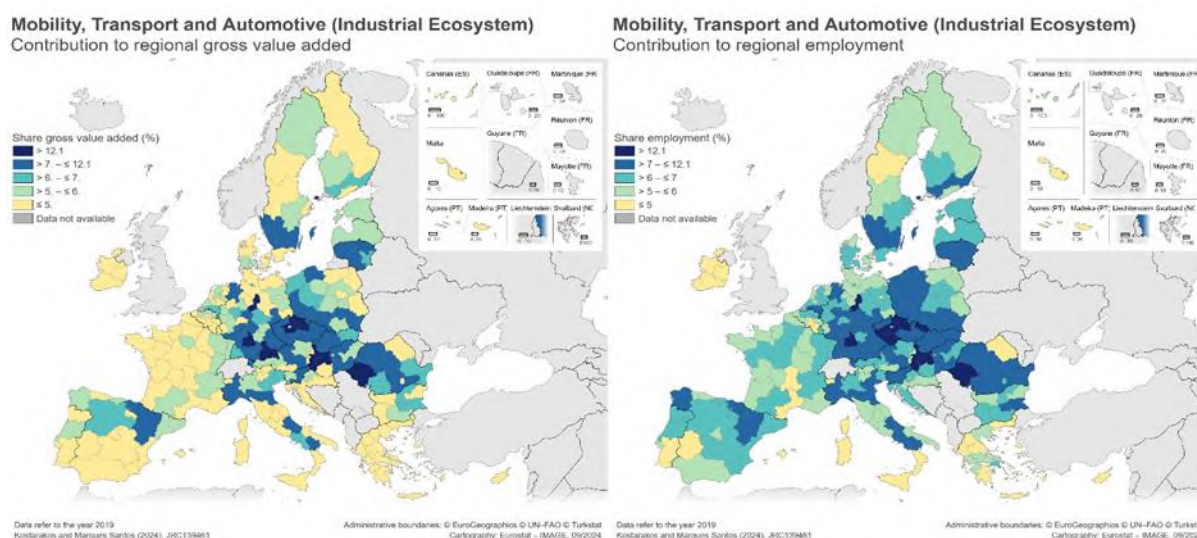 Mobility, Transport and Automotive (Industrial Ecosystem)
Contribution to regional gross value added
Canarias (ES)
Guadeloupe (FR)
Martinique (FR
Réunion (FR)
Malta
Guyane (FR)
Mayotte (FR)
Açores (PT)
Madeira (PT)
Liechtenstein
Svalbard (NO
Share gross value added (%)
> 12.1
> 7. – ≤ 12.1
> 6. – ≤ 7.
> 5. – ≤ 6.
≤ 5.
Data not available
Data refer to the year 2019
Kostarakos and Marques Santos (2024), JRC139461
Administrative boundaries: © EuroGeographics © UN–FAO © Turkstat
Cartography: Eurostat – IMAGE, 09/2024
Mobility, Transport and Automotive (Industrial Ecosystem)
Contribution to regional employment
Canarias (ES)
Guadeloupe (FR)
Martinique (FR
Réunion (FR)
Malta
Guyane (FR)
Mayotte (FR)
Açores (PT)
Madeira (PT)
Liechtenstein
Svalbard (NO
Share employment (%)
> 12.1
> 7 – ≤ 12.1
> 6 – ≤ 7
> 5 – ≤ 6
≤ 5
Data not available
Data refer to the year 2019
Kostarakos and Marques Santos (2024), JRC139461
Administrative boundaries: © EuroGeographics © UN–FAO © Turkstat
Cartography: Eurostat – IMAGE, 09/202